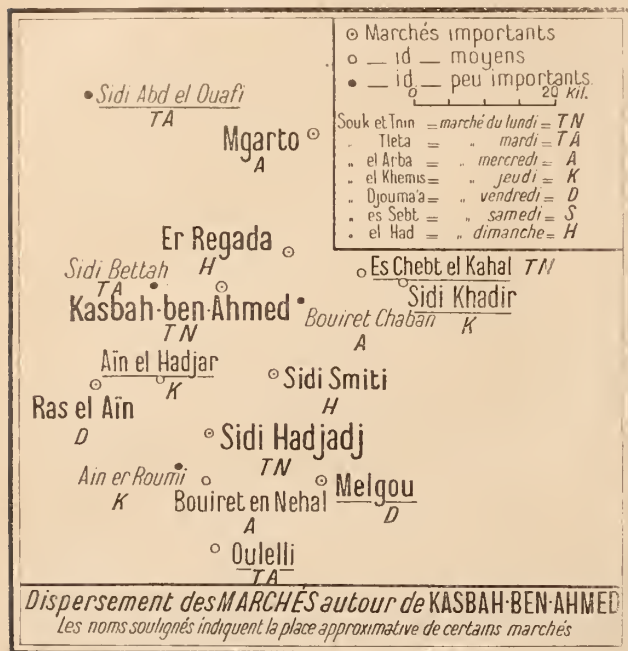 ⊙ Marchés importants
○ _ id _ moyens
● _ id _ peu importants
0 20 Kil.
Souk et Tnin = marché du lundi = TN
„ Tleta = „ mardi = TA
„ el Arba = „ mercredi = A
„ el Khemis = „ jeudi = K
„ Djouma'a = „ vendredi = D
„ es Sebt = „ samedi = S
„ el Had = „ dimanche = H
Sidi Abd el Ouafi
TA
Mgarto
A
Er Regada
H
Es Chebt el Kahal TN
Sidi Bettah
TA
Sidi Khadir
K
Kasbah-ben-Ahmed
TN
Bouiret Chaban
A
Aïn el Hadjar
K
Sidi Smiti
H
Ras el Aïn
D
Sidi Hadjadj
TN
Ain er Roumi
K
Melgou
D
Bouiret en Nehal
A
Oulelli
TA
Dispersement des MARCHÉS autour de KASBAH-BEN-AHMED
Les noms soulignés indiquent la place approximative de certains marchés